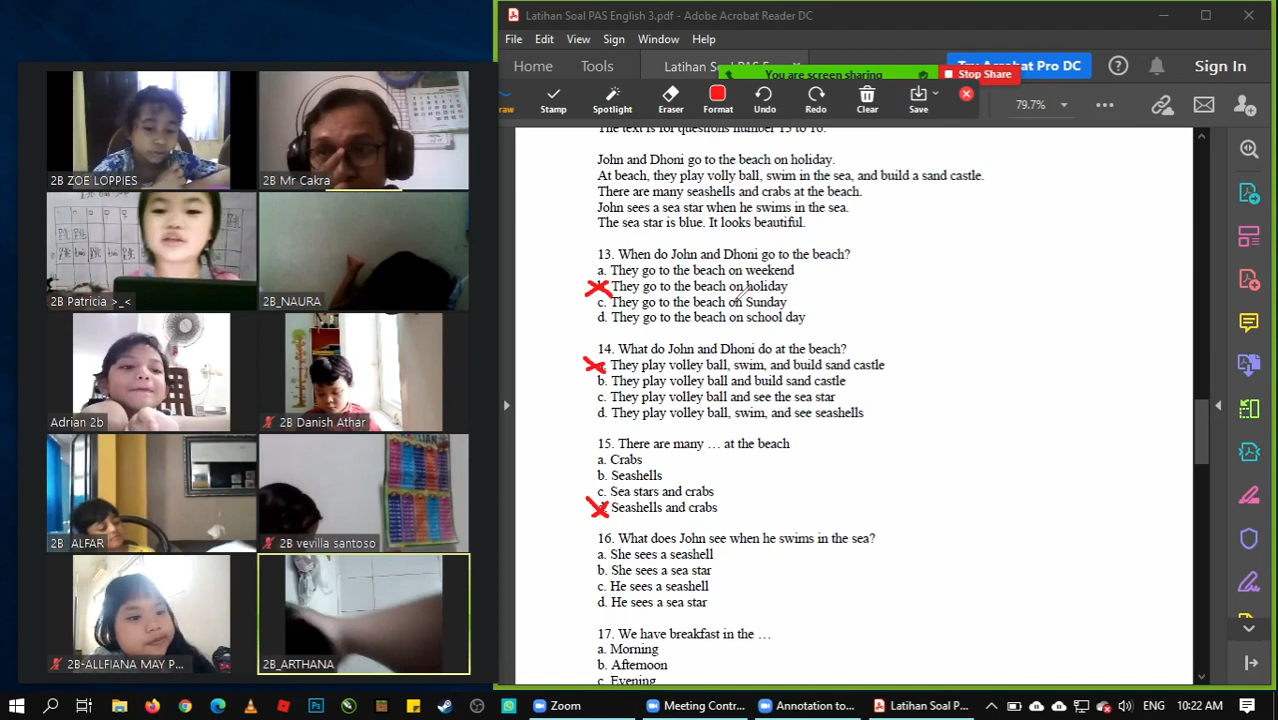 Latihan Soal PAS English 3.pdf - Adobe Acrobat Reader DC
File Edit View Sign Window Help
Home Tools Latihan Soal PAS
Try Acrobat Pro DC
Sign In
You are screen sharing
Stop Share
Stamp Spotlight Eraser Format Undo Redo Clear Save
79.7%
The text is for questions number 13 to 16.
John and Dhoni go to the beach on holiday.
At beach, they play volly ball, swim in the sea, and build a sand castle.
There are many seashells and crabs at the beach.
John sees a sea star when he swims in the sea.
The sea star is blue. It looks beautiful.
13. When do John and Dhoni go to the beach?
a. They go to the beach on weekend
They go to the beach on holiday
c. They go to the beach on Sunday
d. They go to the beach on school day
14. What do John and Dhoni do at the beach?
They play volley ball, swim, and build sand castle
b. They play volley ball and build sand castle
c. They play volley ball and see the sea star
d. They play volley ball, swim, and see seashells
15. There are many … at the beach
a. Crabs
b. Seashells
c. Sea stars and crabs
Seashells and crabs
16. What does John see when he swims in the sea?
a. She sees a seashell
b. She sees a sea star
c. He sees a seashell
d. He sees a sea star
17. We have breakfast in the …
a. Morning
b. Afternoon
c. Evening
2B ZOE LOPPIES
2B Mr Cakra
2B Patricia >_<
2B_NAURA
Adrian 2b
2B Danish Athar
2B ALFAR
2B vevilla santoso
2B-ALLFIANA MAY P...
2B_ARTHANA
Zoom
Meeting Contr...
Annotation to...
Latihan Soal P...
ENG
10:22 AM